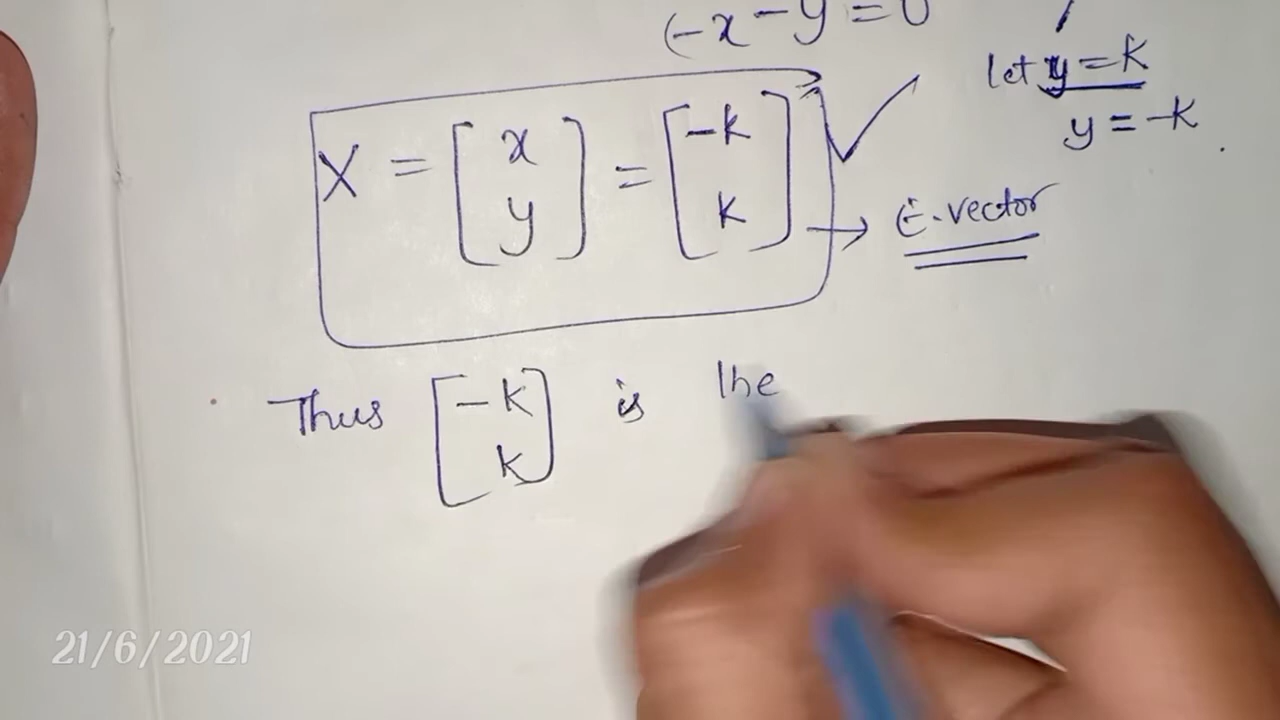 (-x - y = 0
let y = k
y = -k
X = [x y] = [-k k]
→ E.vector
Thus [-k k] is the
21/6/2021